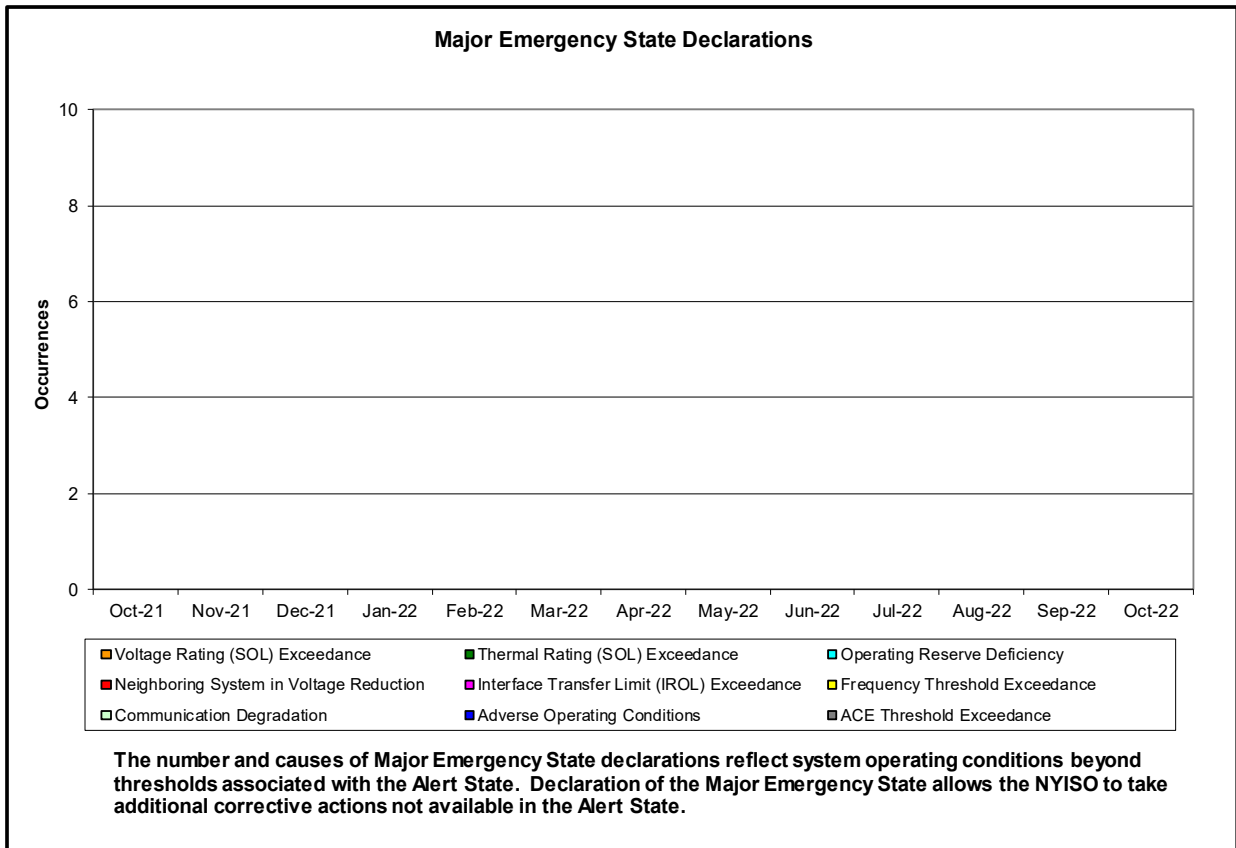 Major Emergency State Declarations
10
8
6
4
2
0
Occurrences
Oct-21 Nov-21 Dec-21 Jan-22 Feb-22 Mar-22 Apr-22 May-22 Jun-22 Jul-22 Aug-22 Sep-22 Oct-22
Voltage Rating (SOL) Exceedance Thermal Rating (SOL) Exceedance Operating Reserve Deficiency
Neighboring System in Voltage Reduction Interface Transfer Limit (IROL) Exceedance Frequency Threshold Exceedance
Communication Degradation Adverse Operating Conditions ACE Threshold Exceedance
The number and causes of Major Emergency State declarations reflect system operating conditions beyond
thresholds associated with the Alert State. Declaration of the Major Emergency State allows the NYISO to take
additional corrective actions not available in the Alert State.